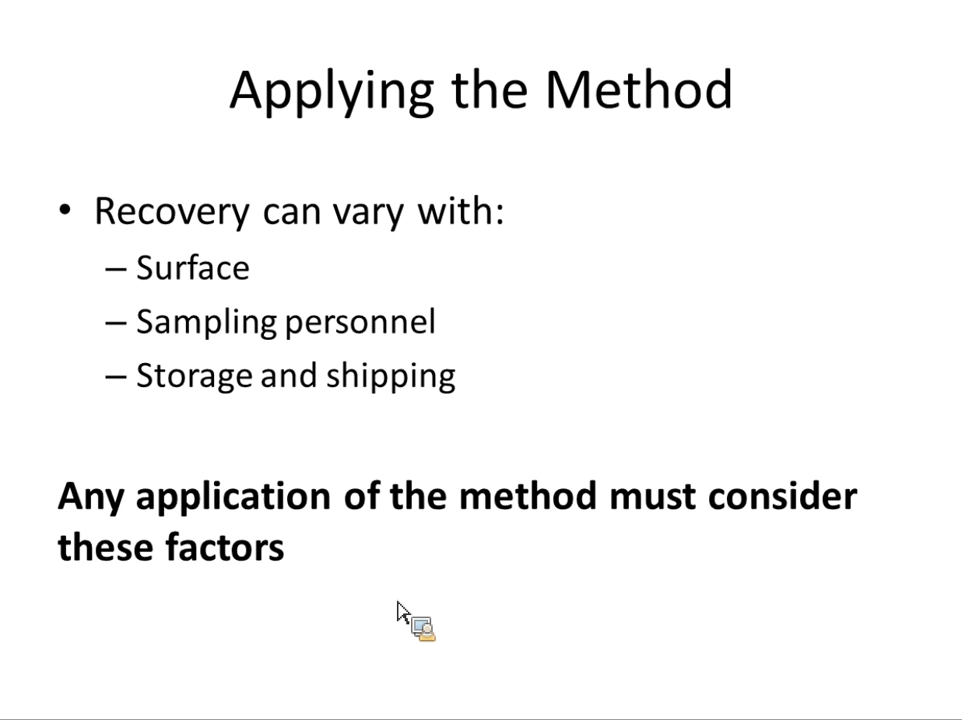 Applying the Method
• Recovery can vary with:
– Surface
– Sampling personnel
– Storage and shipping
Any application of the method must consider
these factors